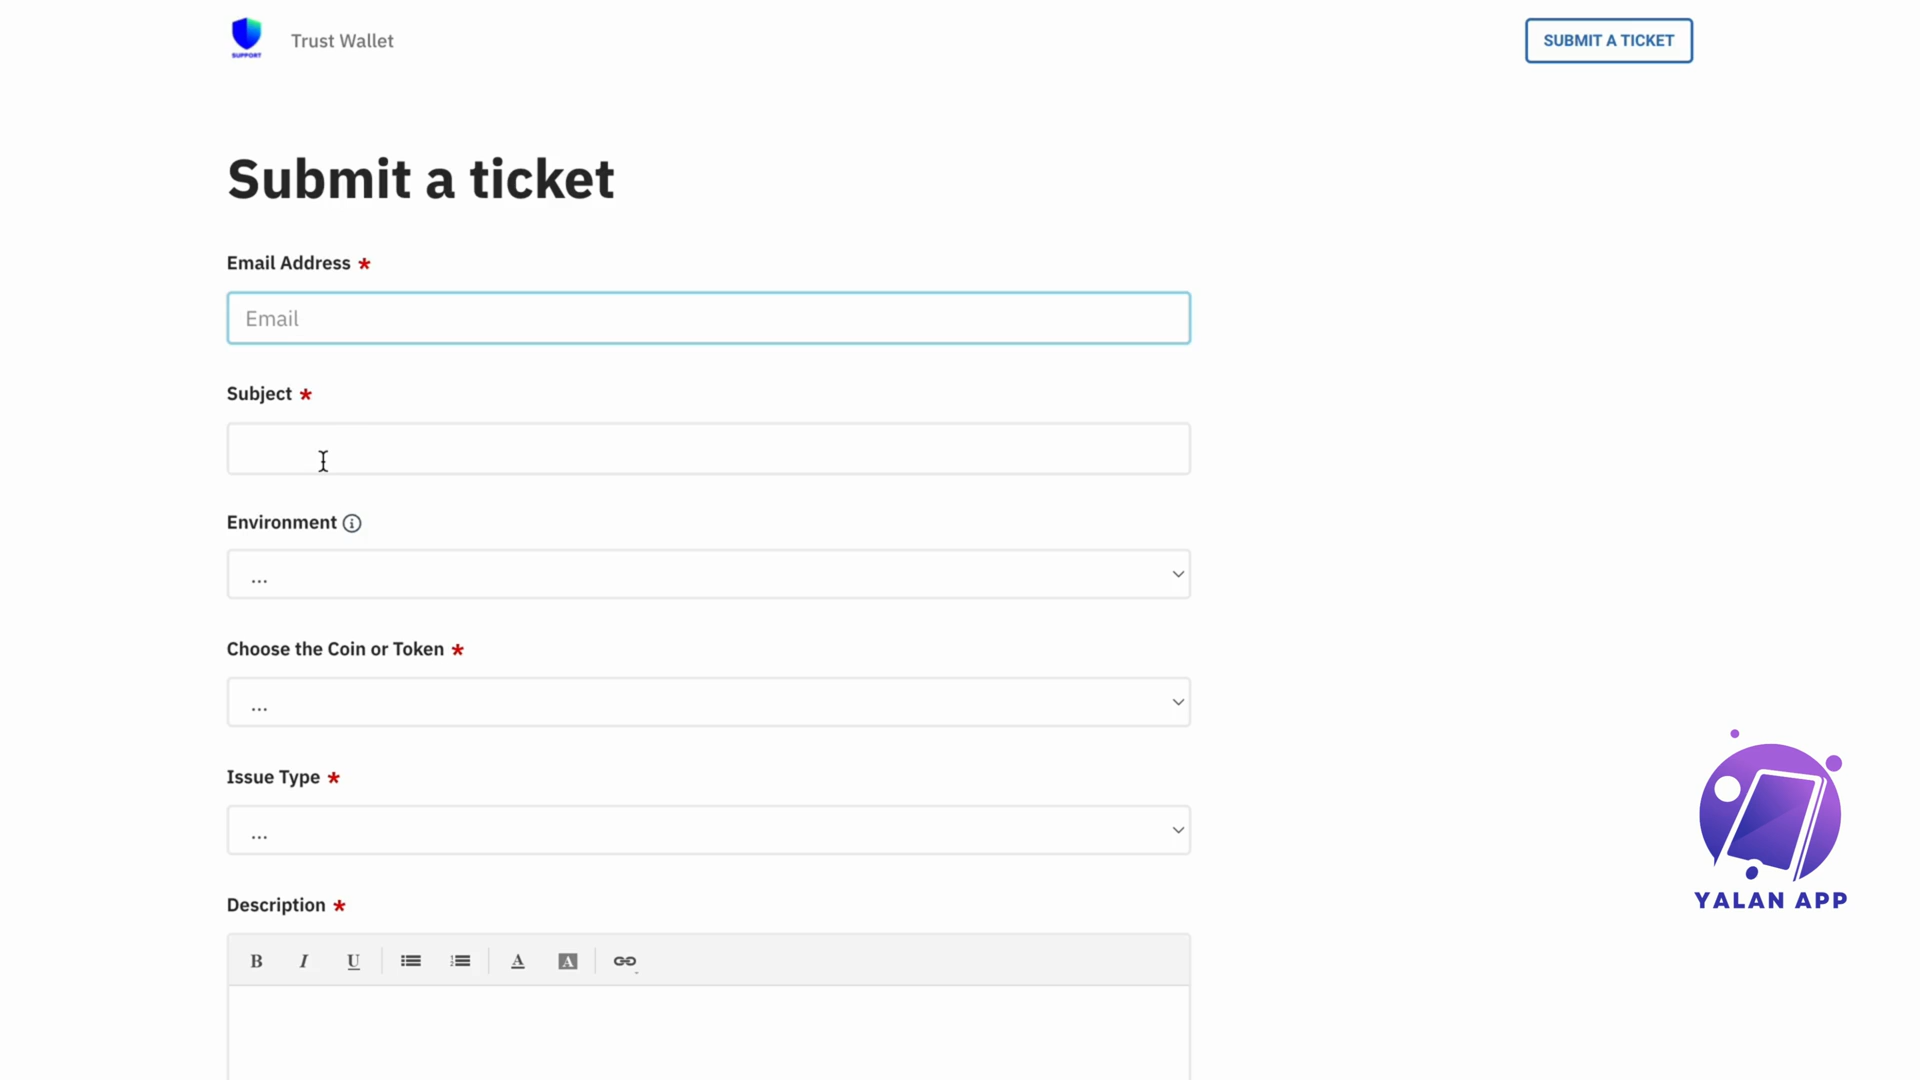 SUPPORT
Trust Wallet
SUBMIT A TICKET
Submit a ticket
Email Address *
Email
Subject *
Environment
...
Choose the Coin or Token *
...
Issue Type *
...
Description *
B I U A A
YALAN APP